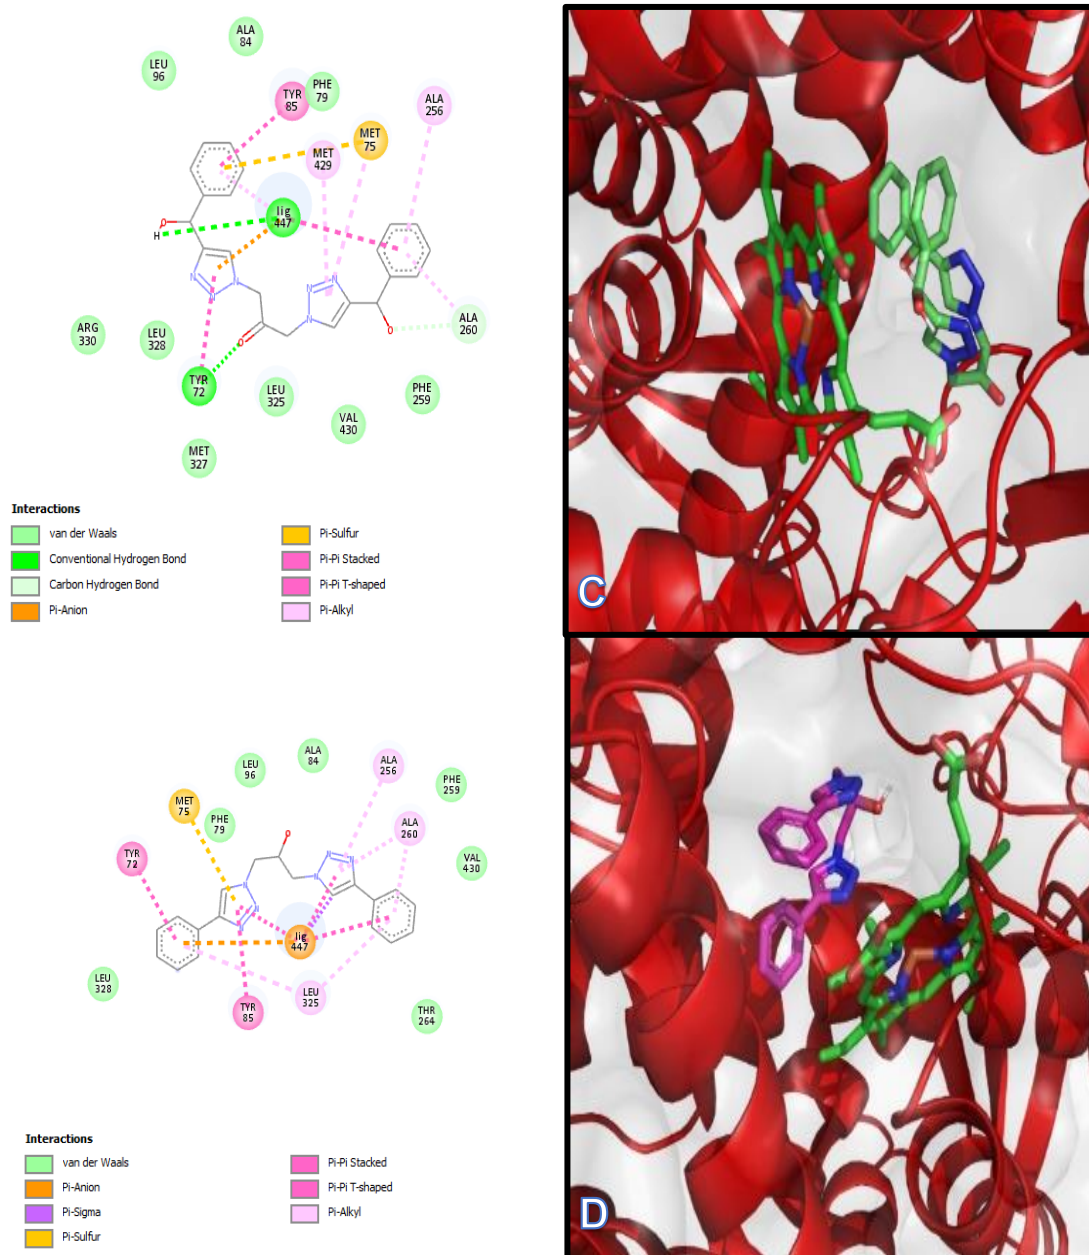 ALA
84
LEU
96
TYR
85
PHE
79
ALA
256
MET
75
MET
429
lig
447
H
O
N
N
N
N
N
N
O
O
ALA
260
ARG
330
LEU
328
TYR
72
LEU
325
PHE
259
VAL
430
MET
327
Interactions
van der Waals
Conventional Hydrogen Bond
Carbon Hydrogen Bond
Pi-Anion
Pi-Sulfur
Pi-Pi Stacked
Pi-Pi T-shaped
Pi-Alkyl
C
ALA
84
LEU
96
ALA
256
PHE
259
MET
75
PHE
79
ALA
260
TYR
72
VAL
430
O
N
N
N
N
N
N
lig
447
LEU
328
LEU
325
TYR
85
THR
264
Interactions
van der Waals
Pi-Anion
Pi-Sigma
Pi-Sulfur
Pi-Pi Stacked
Pi-Pi T-shaped
Pi-Alkyl
D